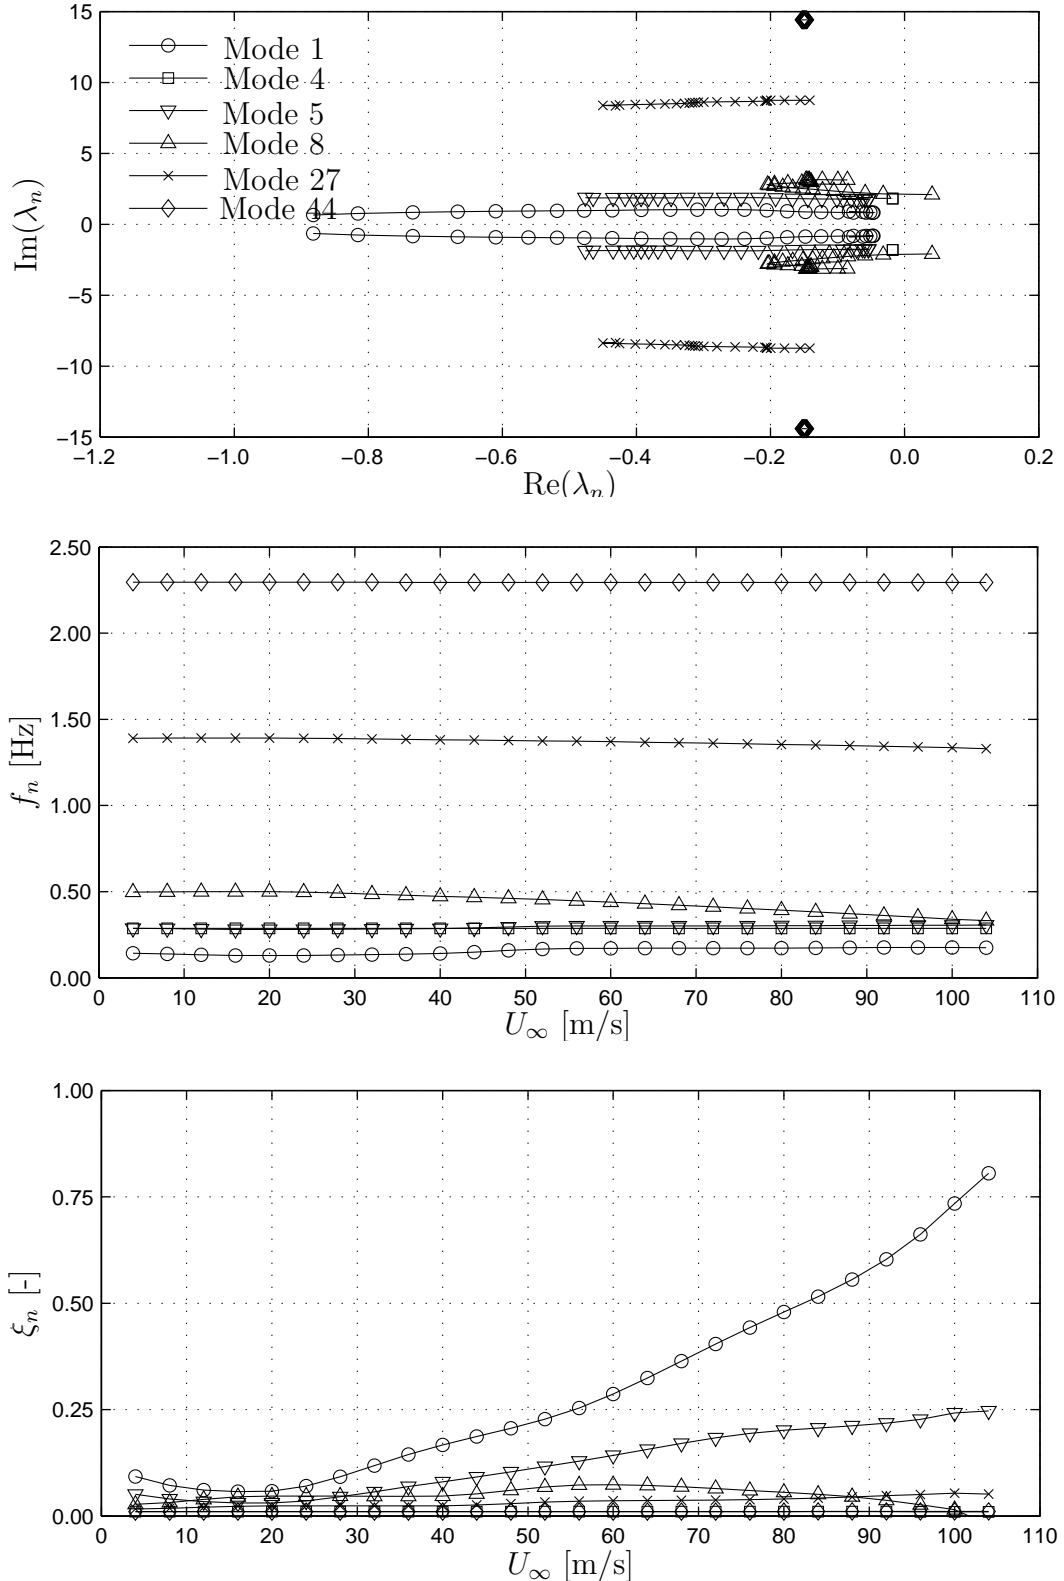 15
Mode 1
Mode 4
10
Mode 5
Mode 8
5
Mode 27
Mode 44
0
−5
−10
−15
Im(λn)
−1.2 −1.0 −0.8 −0.6 −0.4 −0.2 0.0 0.2
Re(λn)
2.50
2.00
1.50
1.00
0.50
0.00
fn [Hz]
0 10 20 30 40 50 60 70 80 90 100 110
U∞ [m/s]
1.00
0.75
0.50
0.25
0.00
ξn [-]
0 10 20 30 40 50 60 70 80 90 100 110
U∞ [m/s]